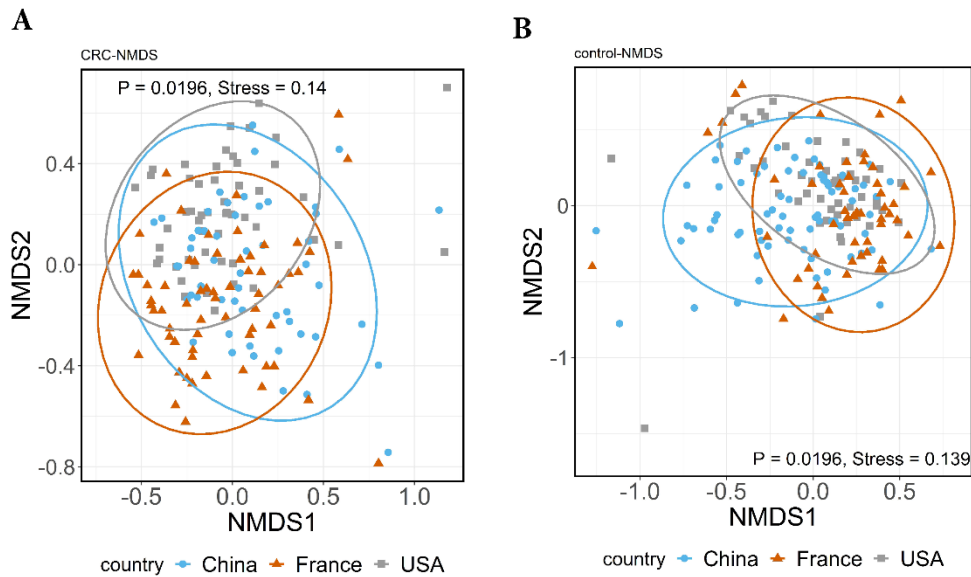 A
CRC-NMDS
P = 0.0196, Stress = 0.14
NMDS2
0.4
0.0
-0.4
-0.8
-0.5
0.0
0.5
1.0
NMDS1
country
China
France
USA
B
control-NMDS
NMDS2
0
-1
P = 0.0196, Stress = 0.139
-1.0
-0.5
0.0
0.5
NMDS1
country
China
France
USA